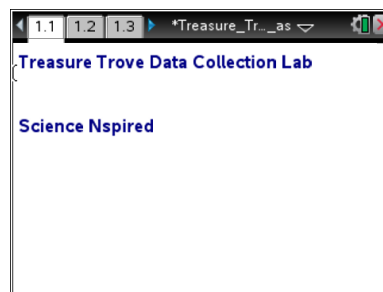 1.1 1.2 1.3 *Treasure_Tr..._as
Treasure Trove Data Collection Lab
Science Nspired